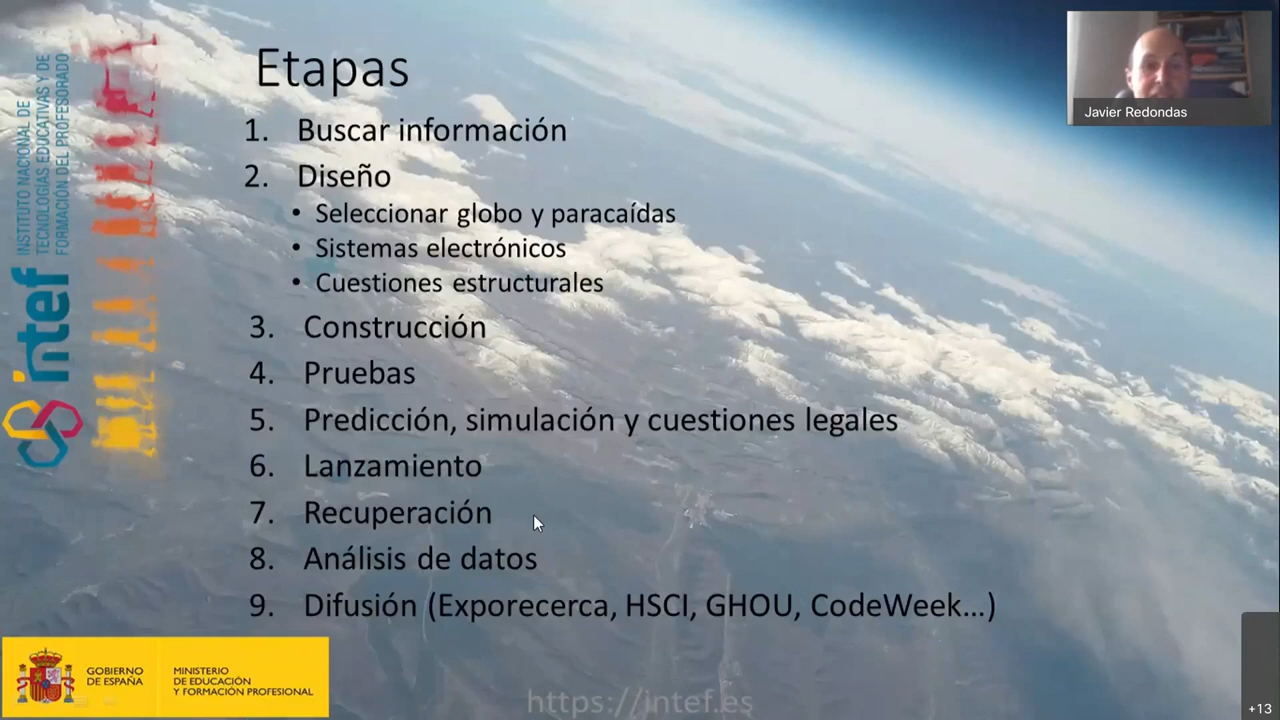 Etapas
1. Buscar información
2. Diseño
• Seleccionar globo y paracaídas
• Sistemas electrónicos
• Cuestiones estructurales
3. Construcción
4. Pruebas
5. Predicción, simulación y cuestiones legales
6. Lanzamiento
7. Recuperación
8. Análisis de datos
9. Difusión (Exporecerca, HSCI, GHOU, CodeWeek...)
Javier Redondas
intef
INSTITUTO NACIONAL DE
TECNOLOGÍAS EDUCATIVAS Y DE
FORMACIÓN DEL PROFESORADO
GOBIERNO
DE ESPAÑA
MINISTERIO
DE EDUCACIÓN
Y FORMACIÓN PROFESIONAL
https://intef.es
+13